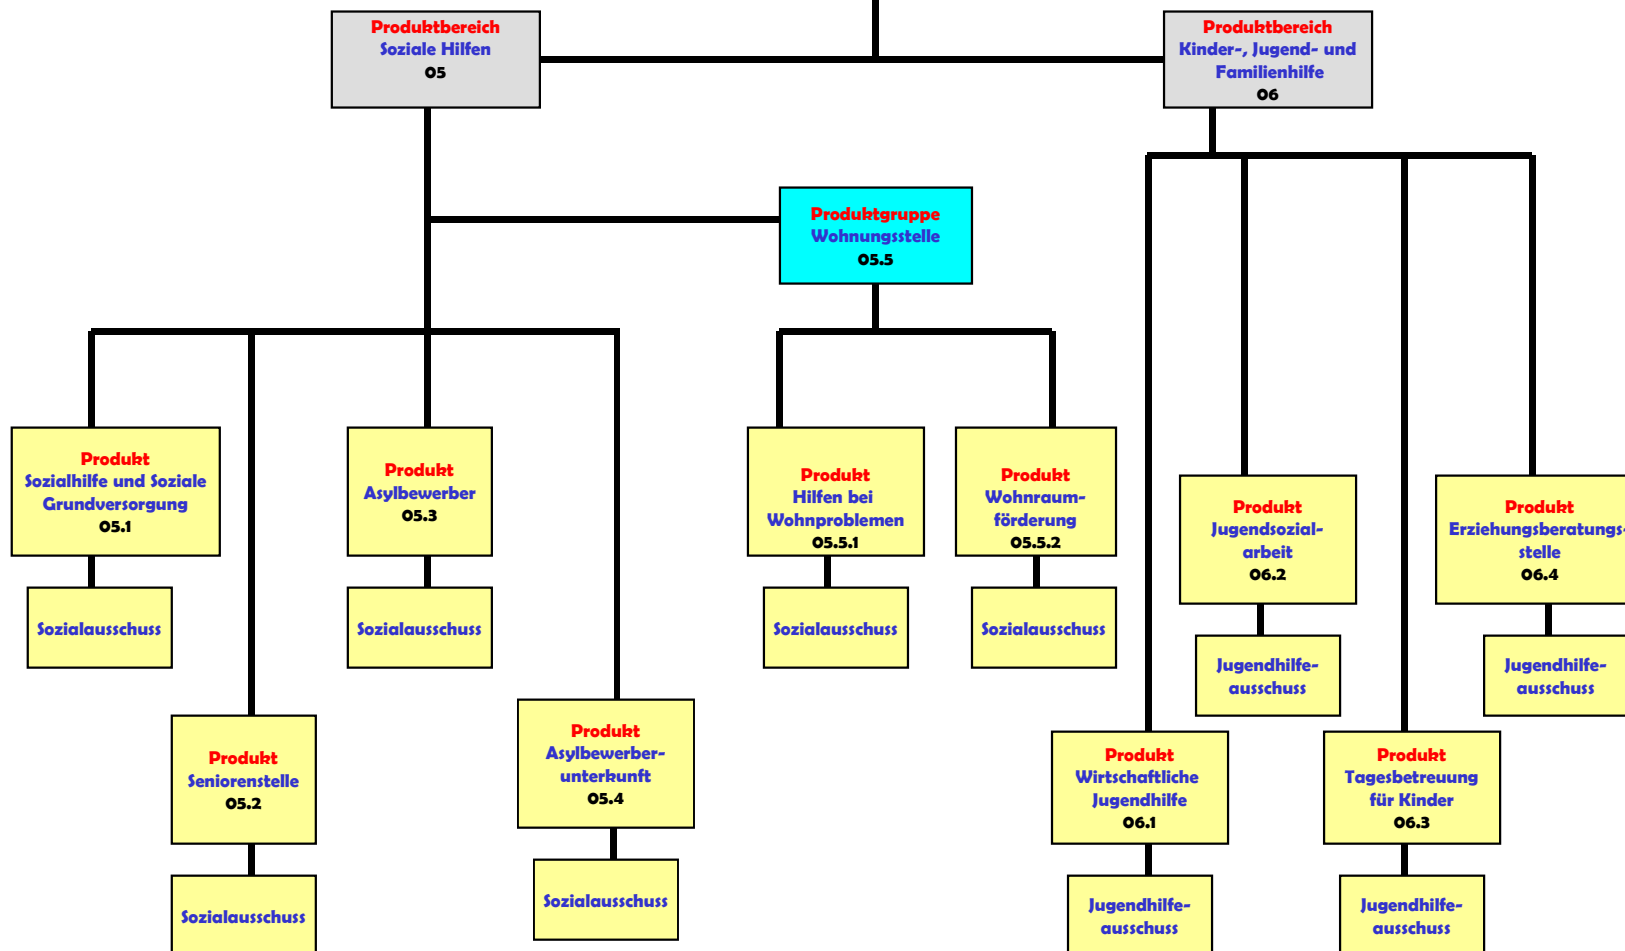 Produktbereich
Soziale Hilfen
05
Produktbereich
Kinder-, Jugend- und
Familienhilfe
06
Produktgruppe
Wohnungsstelle
05.5
Produkt
Sozialhilfe und Soziale
Grundversorgung
05.1
Sozialausschuss
Produkt
Seniorenstelle
05.2
Sozialausschuss
Produkt
Asylbewerber
05.3
Sozialausschuss
Produkt
Asylbewerber-
unterkunft
05.4
Sozialausschuss
Produkt
Hilfen bei
Wohnproblemen
05.5.1
Sozialausschuss
Produkt
Wohnraum-
förderung
05.5.2
Sozialausschuss
Produkt
Wirtschaftliche
Jugendhilfe
06.1
Jugendhilfe-
ausschuss
Produkt
Jugendsozial-
arbeit
06.2
Jugendhilfe-
ausschuss
Produkt
Tagesbetreuung
für Kinder
06.3
Jugendhilfe-
ausschuss
Produkt
Erziehungsberatungs-
stelle
06.4
Jugendhilfe-
ausschuss